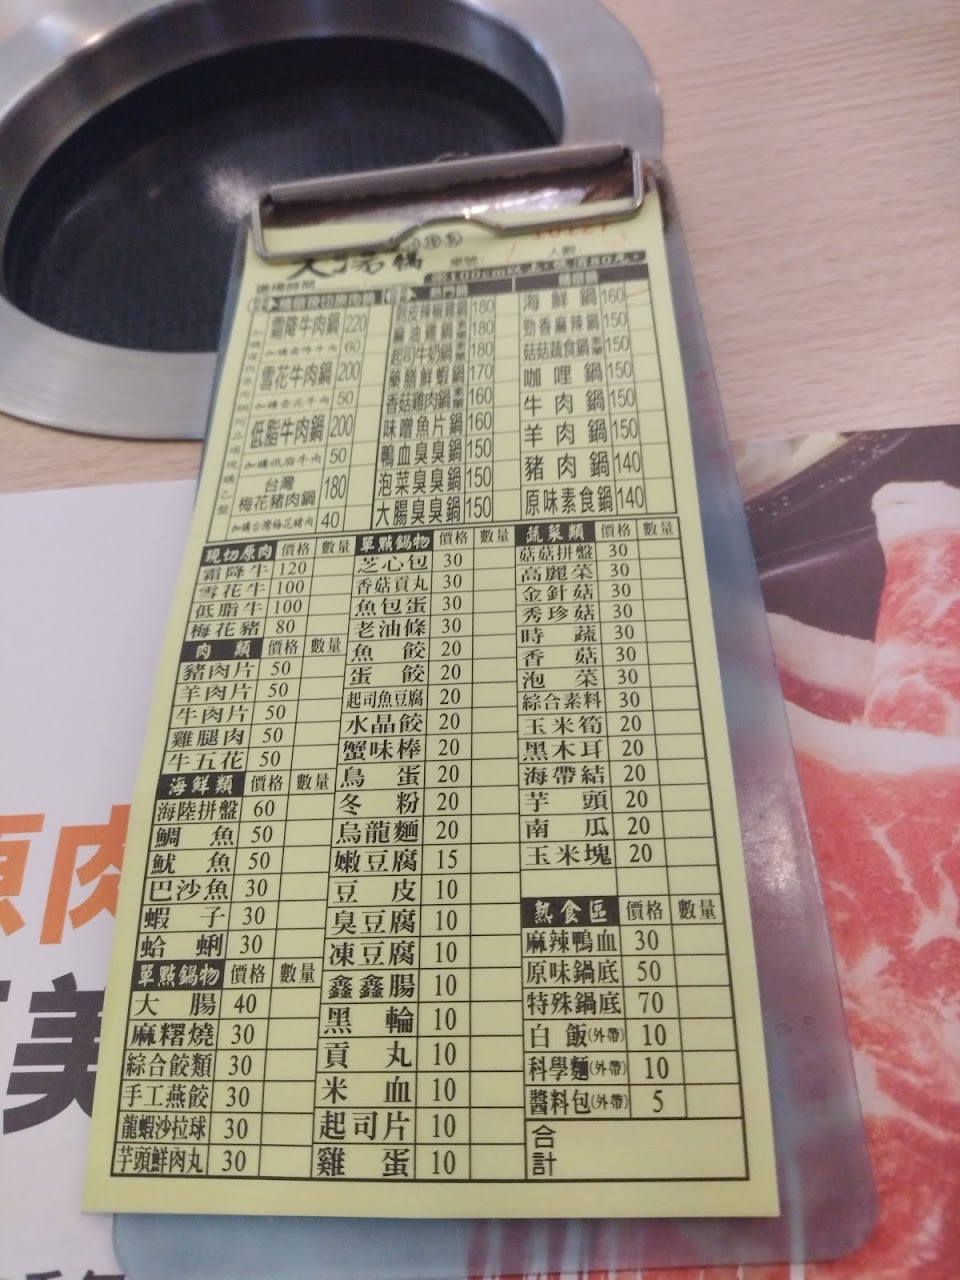 鍋
桌號: 人數:
進場時間 ※100cm以上,低消80元。
霜降牛肉鍋 220
加購霜降牛肉 60
雪花牛肉鍋 200
加購雪花牛肉 50
低脂牛肉鍋 200
加購低脂牛肉 50
台灣
梅花豬肉鍋 180
加購台灣梅花豬肉 40
剝皮辣椒雞鍋 180
麻油雞鍋 180
起司牛奶鍋 180
藥膳鮮蝦鍋 170
香菇雞肉鍋 160
味噌魚片鍋 160
鴨血臭臭鍋 150
泡菜臭臭鍋 150
大腸臭臭鍋 150
海鮮鍋 160
勁香麻辣鍋 150
菇菇蔬食鍋 150
咖哩鍋 150
牛肉鍋 150
羊肉鍋 150
豬肉鍋 140
原味素食鍋 140
現切原肉 價格 數量
霜降牛 120
雪花牛 100
低脂牛 100
梅花豬 80
肉類 價格 數量
豬肉片 50
羊肉片 50
牛肉片 50
雞腿肉 50
牛五花 50
海鮮類 價格 數量
海陸拼盤 60
鯛魚 50
魷魚 50
巴沙魚 30
蝦子 30
蛤蜊 30
單點鍋物 價格 數量
大腸 40
麻糬燒 30
綜合餃類 30
手工燕餃 30
龍蝦沙拉球 30
芋頭鮮肉丸 30
單點鍋物 價格 數量
芝心包 30
香菇貢丸 30
魚包蛋 30
老油條 30
魚餃 20
蛋餃 20
起司魚豆腐 20
水晶餃 20
蟹味棒 20
鳥蛋 20
冬粉 20
烏龍麵 20
嫩豆腐 15
豆皮 10
臭豆腐 10
凍豆腐 10
鑫鑫腸 10
黑輪 10
貢丸 10
米血 10
起司片 10
雞蛋 10
蔬菜類 價格 數量
菇菇拼盤 30
高麗菜 30
金針菇 30
秀珍菇 30
時蔬 30
香菇 30
泡菜 30
綜合素料 30
玉米筍 20
黑木耳 20
海帶結 20
芋頭 20
南瓜 20
玉米塊 20
熟食區 價格 數量
麻辣鴨血 30
原味鍋底 50
特殊鍋底 70
白飯(外帶) 10
科學麵(外帶) 10
醬料包(外帶) 5
合計
原肉
美